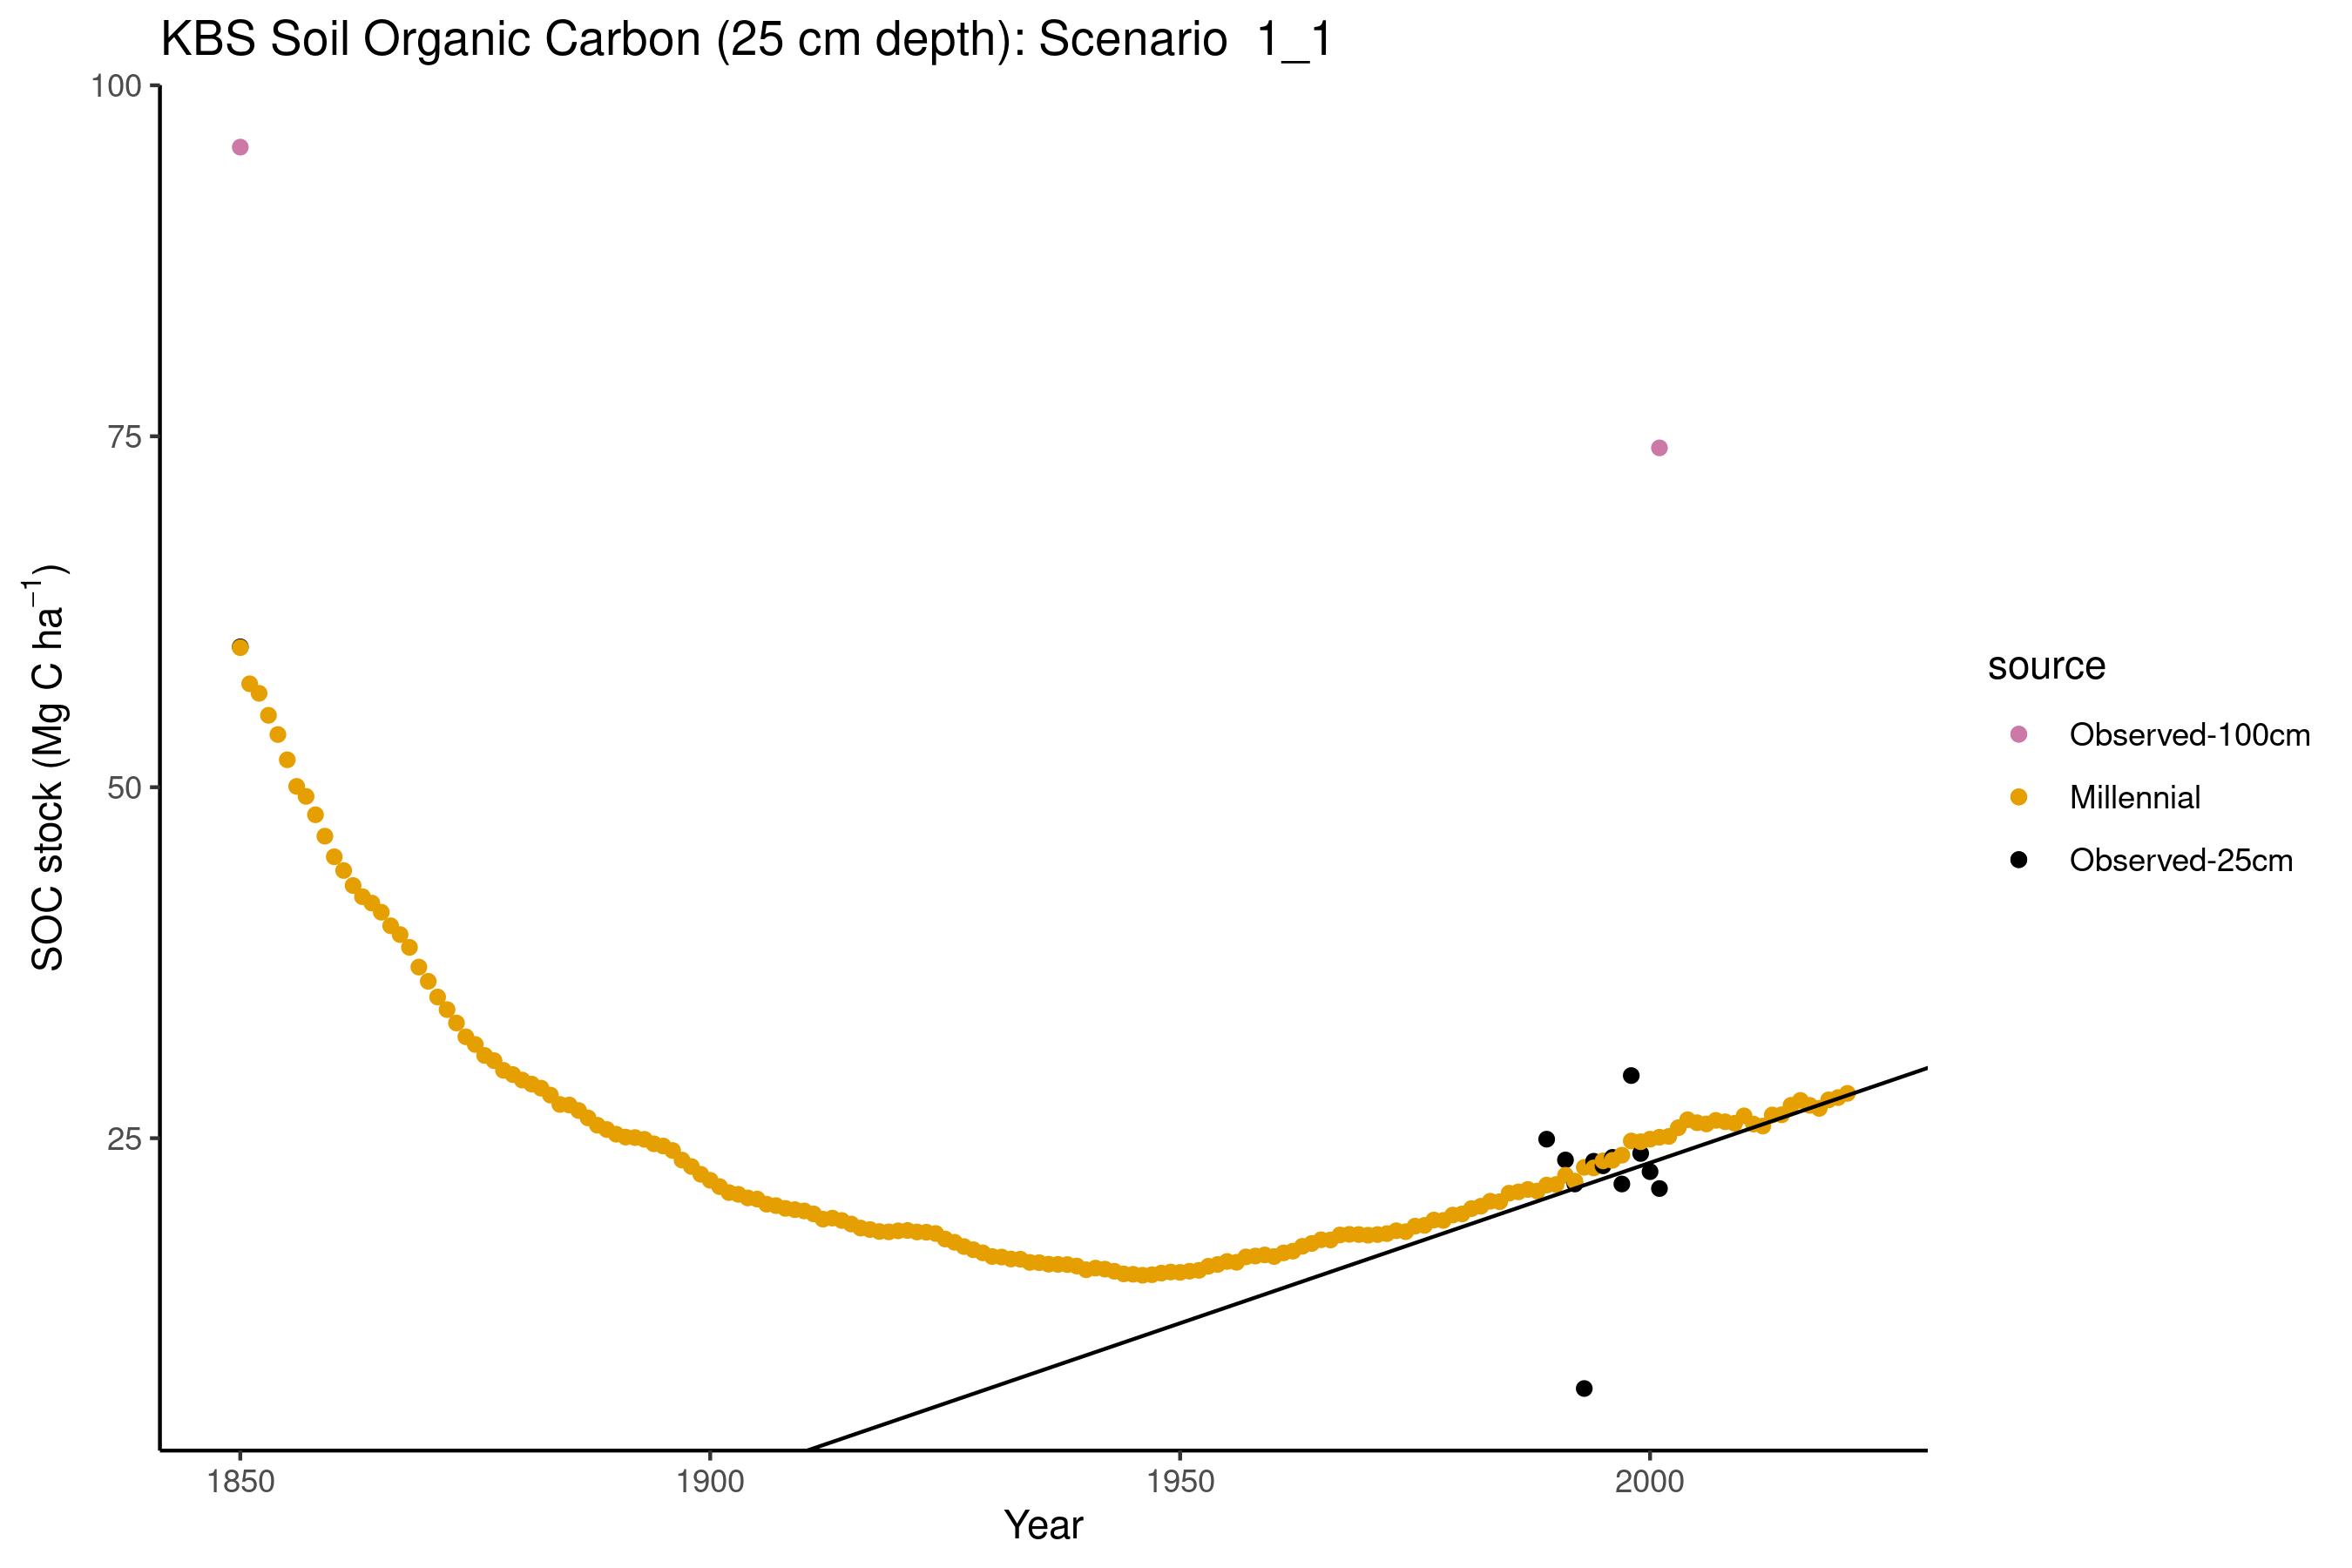 KBS Soil Organic Carbon (25 cm depth): Scenario  1_1
100
75
50
25
SOC stock (Mg C ha⁻¹)
1850
1900
1950
2000
Year
source
Observed-100cm
Millennial
Observed-25cm